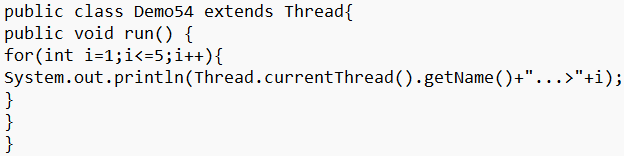 public class Demo54 extends Thread{
public void run() {
for(int i=1;i<=5;i++){
System.out.println(Thread.currentThread().getName()+"...>"+i);
}
}
}